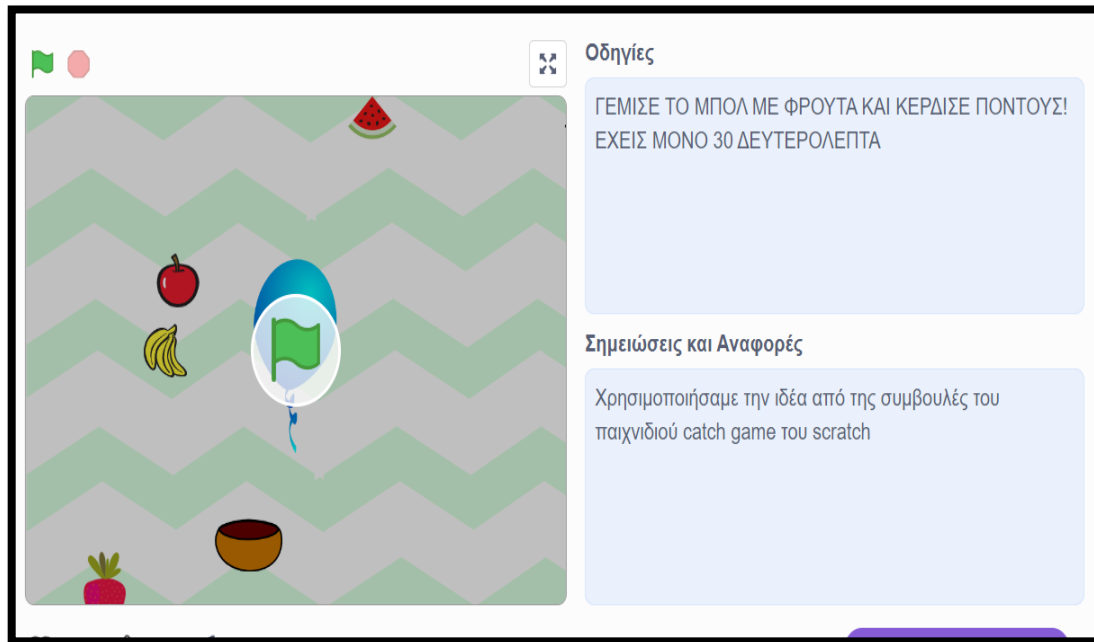 Οδηγίες
ΓΕΜΙΣΕ ΤΟ ΜΠΟΛ ΜΕ ΦΡΟΥΤΑ ΚΑΙ ΚΕΡΔΙΣΕ ΠΟΝΤΟΥΣ!
ΕΧΕΙΣ ΜΟΝΟ 30 ΔΕΥΤΕΡΟΛΕΠΤΑ
Σημειώσεις και Αναφορές
Χρησιμοποιήσαμε την ιδέα από της συμβουλές του
παιχνιδιού catch game του scratch